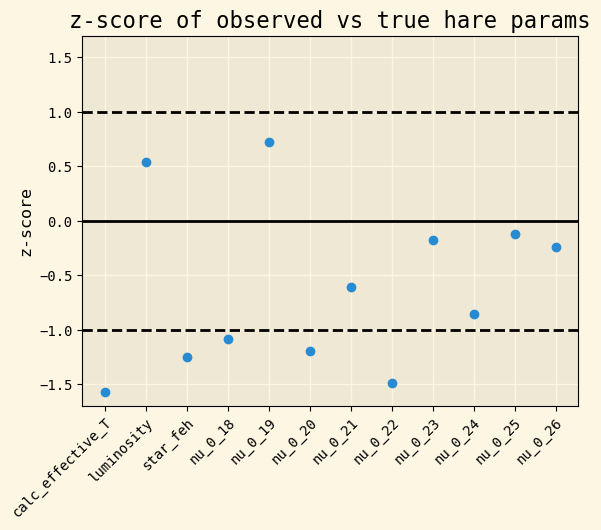 z-score of observed vs true hare params
z-score
1.5
1.0
0.5
0.0
−0.5
−1.0
−1.5
calc_effective_T
luminosity
star_feh
nu_0_18
nu_0_19
nu_0_20
nu_0_21
nu_0_22
nu_0_23
nu_0_24
nu_0_25
nu_0_26